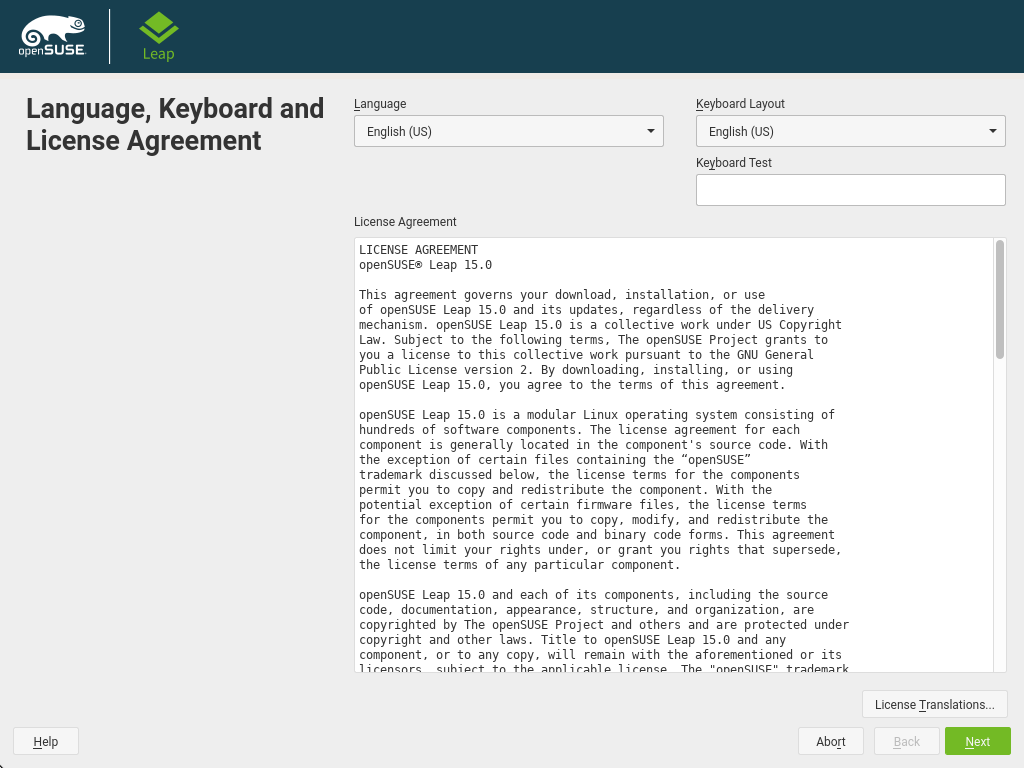 openSUSE
Leap
Language, Keyboard and
License Agreement
Language
English (US)
Keyboard Layout
English (US)
Keyboard Test
License Agreement
LICENSE AGREEMENT
openSUSE® Leap 15.0
This agreement governs your download, installation, or use
of openSUSE Leap 15.0 and its updates, regardless of the delivery
mechanism. openSUSE Leap 15.0 is a collective work under US Copyright
Law. Subject to the following terms, The openSUSE Project grants to
you a license to this collective work pursuant to the GNU General
Public License version 2. By downloading, installing, or using
openSUSE Leap 15.0, you agree to the terms of this agreement.
openSUSE Leap 15.0 is a modular Linux operating system consisting of
hundreds of software components. The license agreement for each
component is generally located in the component's source code. With
the exception of certain files containing the “openSUSE”
trademark discussed below, the license terms for the components
permit you to copy and redistribute the component. With the
potential exception of certain firmware files, the license terms
for the components permit you to copy, modify, and redistribute the
component, in both source code and binary code forms. This agreement
does not limit your rights under, or grant you rights that supersede,
the license terms of any particular component.
openSUSE Leap 15.0 and each of its components, including the source
code, documentation, appearance, structure, and organization, are
copyrighted by The openSUSE Project and others and are protected under
copyright and other laws. Title to openSUSE Leap 15.0 and any
component, or to any copy, will remain with the aforementioned or its
licensors, subject to the applicable license. The "openSUSE" trademark
License Translations...
Help
Abort
Back
Next